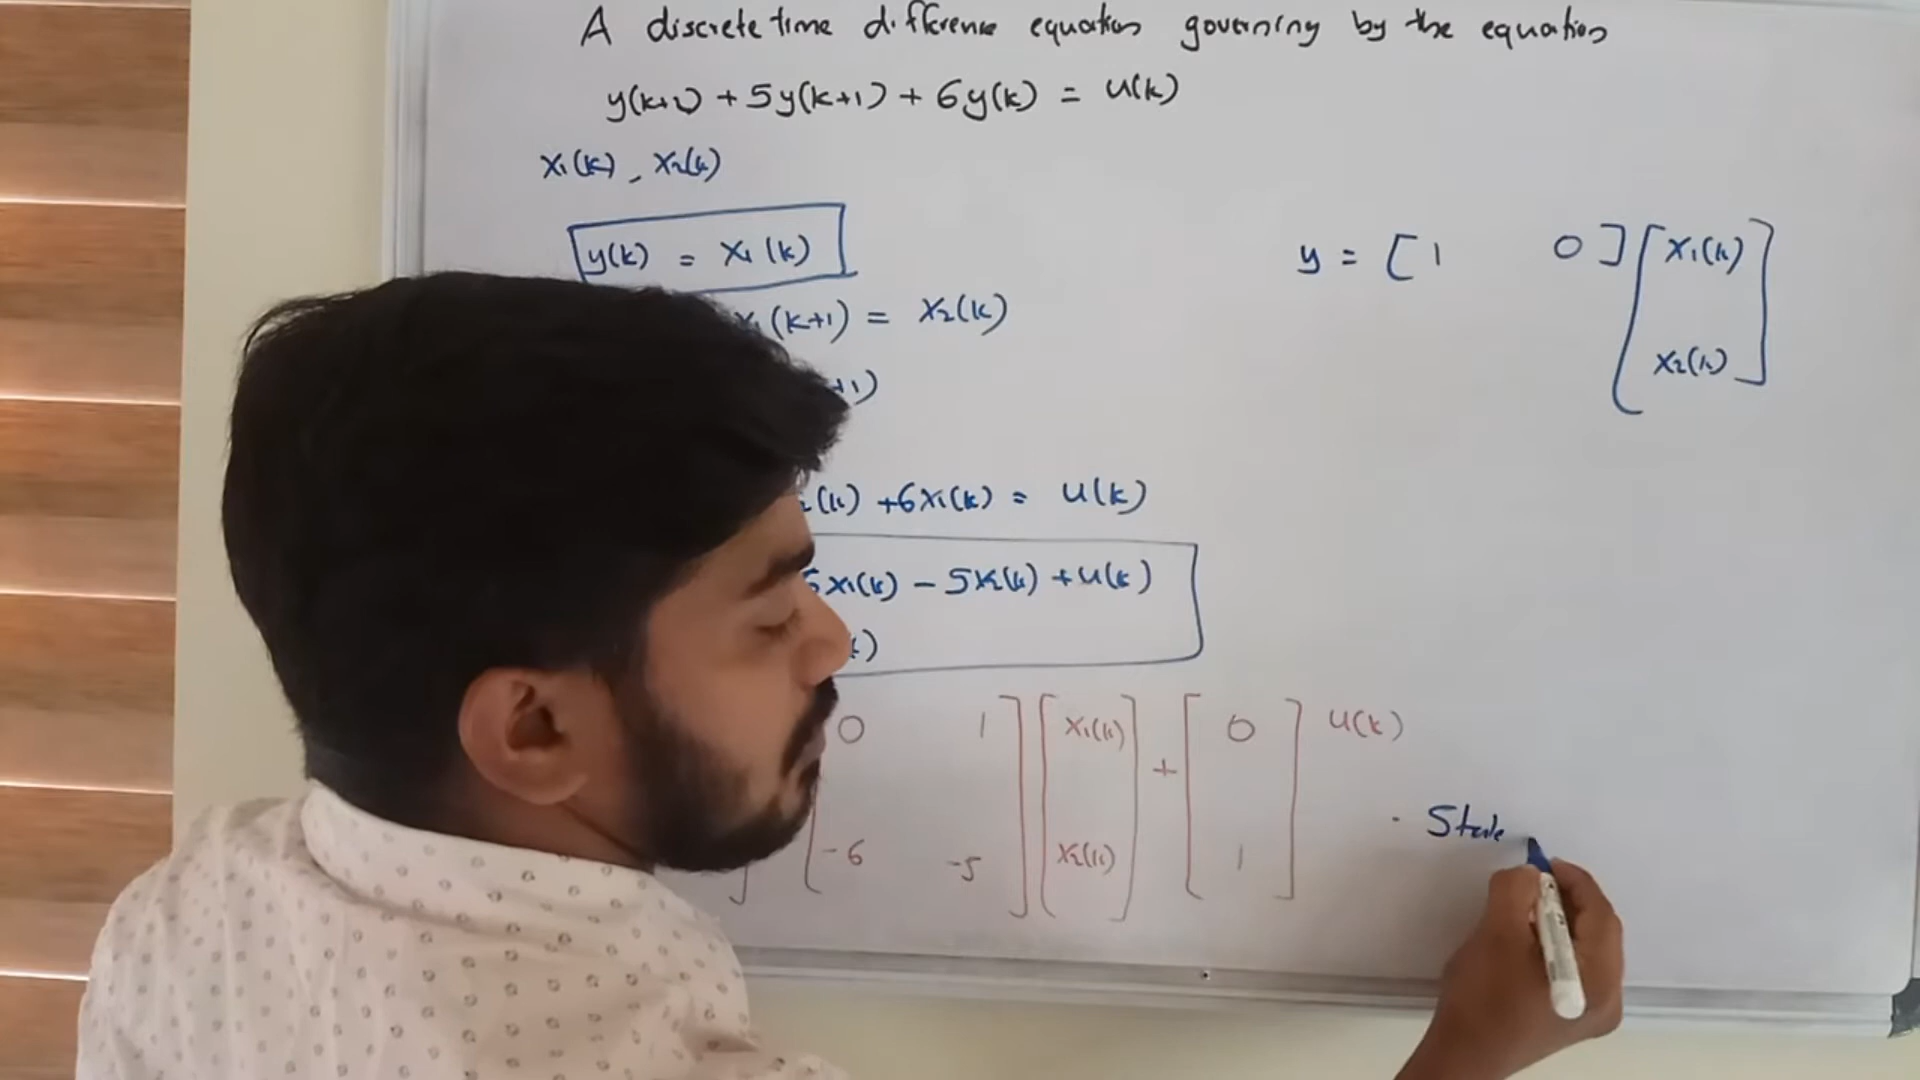 A discrete time difference equation governing by the equation
y(k+2) + 5y(k+1) + 6y(k) = u(k)
x1(k), x2(k)
y(k) = x1(k)
y = [1 0] [x1(k)
x2(k)]
x1(k+1) = x2(k)
+1)
2(k) + 6x1(k) = u(k)
6x1(k) - 5x2(k) + u(k)
k)
0 1 ] [x1(k)] + [0] u(k)
State
-6 -5 x2(k) 1